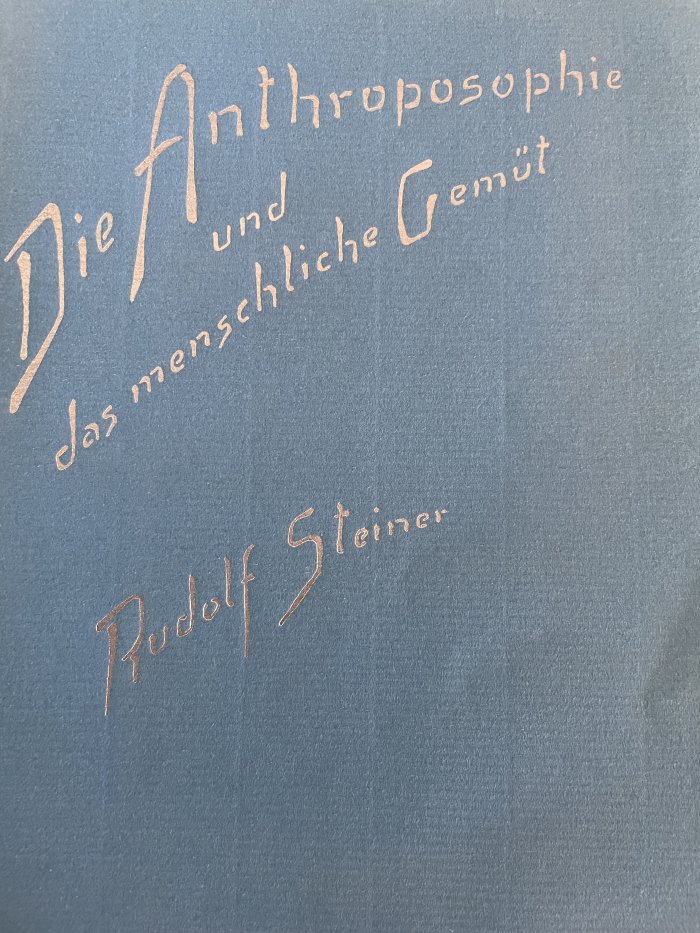 Die Anthroposophie
und
das menschliche Gemüt
Rudolf Steiner